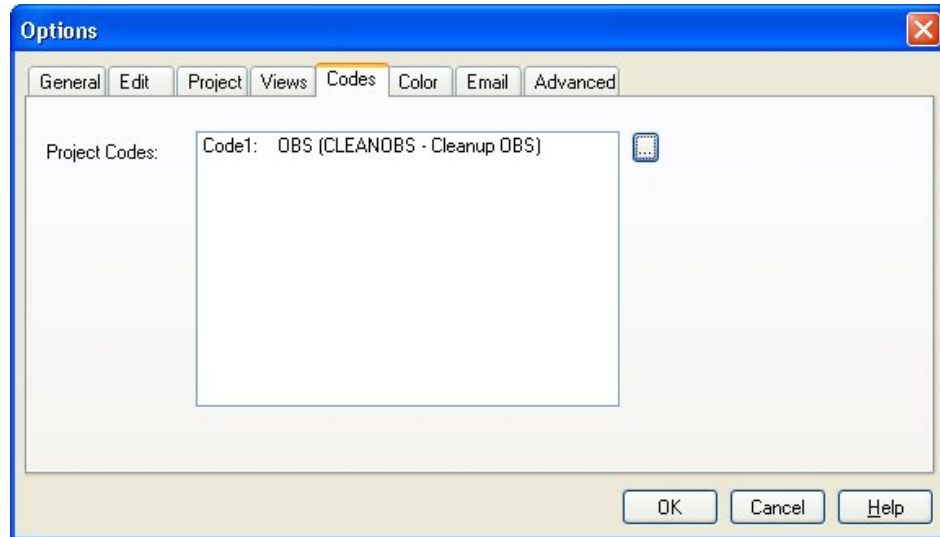 Options
General Edit Project Views Codes Color Email Advanced
Project Codes: Code1: OBS (CLEANOBS - Cleanup OBS) ...
OK Cancel Help